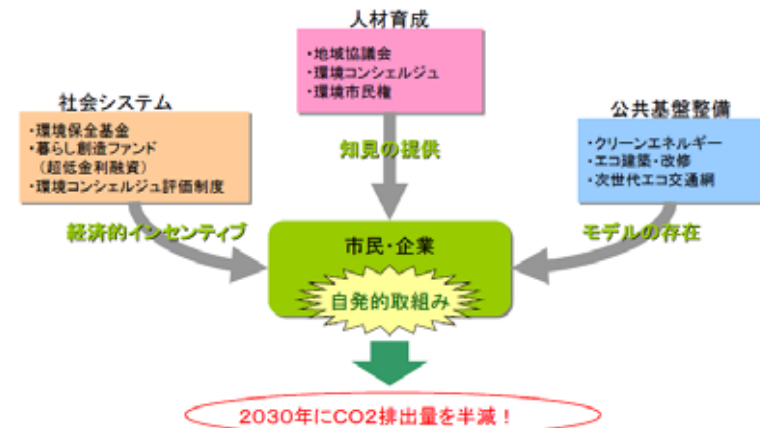 人材育成
・地域協議会
・環境コンシェルジュ
・環境市民権
社会システム
・環境保全基金
・暮らし創造ファンド
（超低金利融資）
・環境コンシェルジュ評価制度
公共基盤整備
・クリーンエネルギー
・エコ建築・改修
・次世代エコ交通網
知見の提供
経済的インセンティブ
モデルの存在
市民・企業
自発的取組み
2030年にCO2排出量を半減！